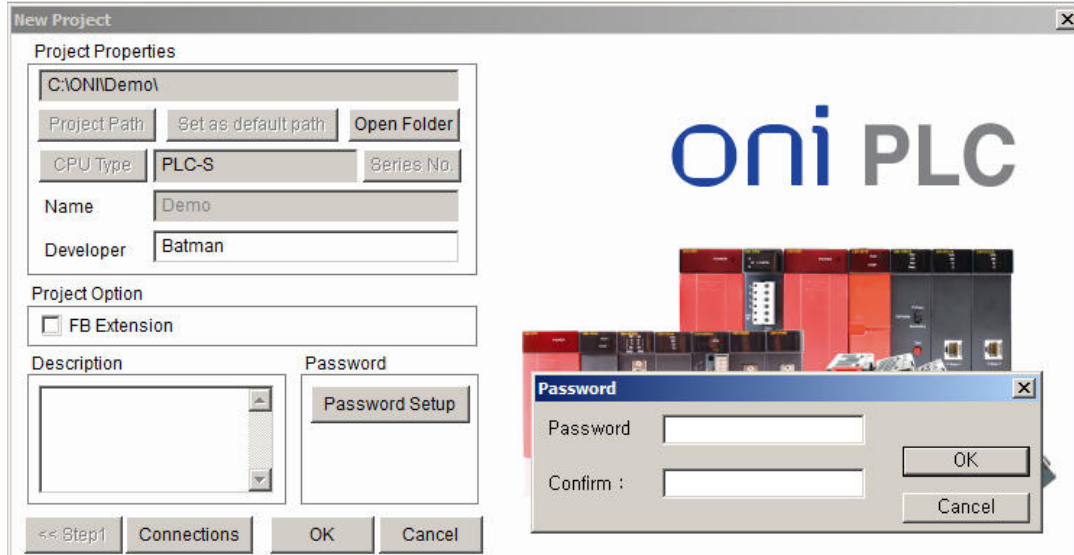 New Project
Project Properties
C:\ONI\Demo\
Project Path Set as default path Open Folder
CPU Type PLC-S Series No.
Name Demo
Developer Batman
Project Option
FB Extension
Description Password
Password Setup
<< Step1 Connections OK Cancel
oni PLC
Password
Password
Confirm :
OK
Cancel